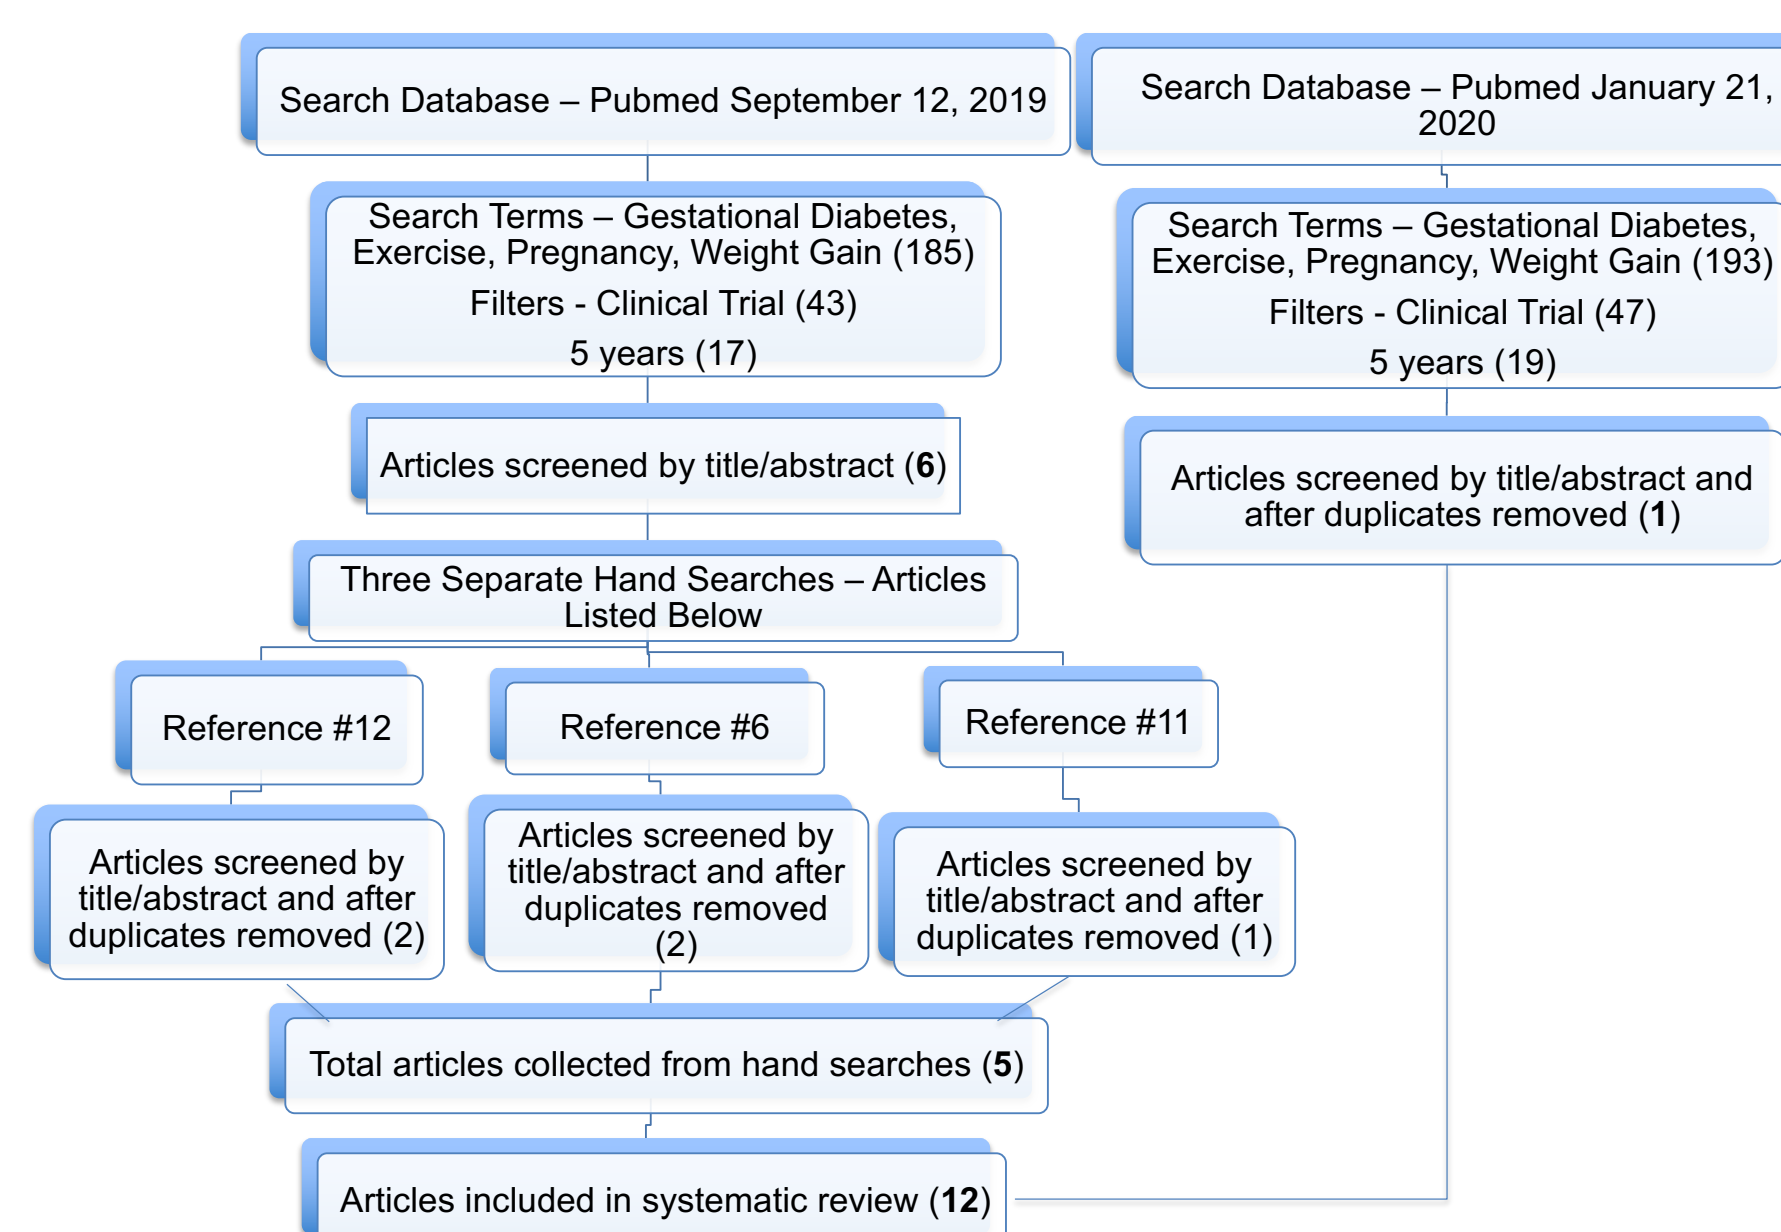 Search Database – Pubmed September 12, 2019
Search Terms – Gestational Diabetes,
Exercise, Pregnancy, Weight Gain (185)
Filters - Clinical Trial (43)
5 years (17)
Articles screened by title/abstract (6)
Three Separate Hand Searches – Articles
Listed Below
Reference #12
Articles screened by
title/abstract and after
duplicates removed (2)
Reference #6
Articles screened by
title/abstract and after
duplicates removed
(2)
Reference #11
Articles screened by
title/abstract and after
duplicates removed (1)
Total articles collected from hand searches (5)
Articles included in systematic review (12)
Search Database – Pubmed January 21,
2020
Search Terms – Gestational Diabetes,
Exercise, Pregnancy, Weight Gain (193)
Filters - Clinical Trial (47)
5 years (19)
Articles screened by title/abstract and
after duplicates removed (1)